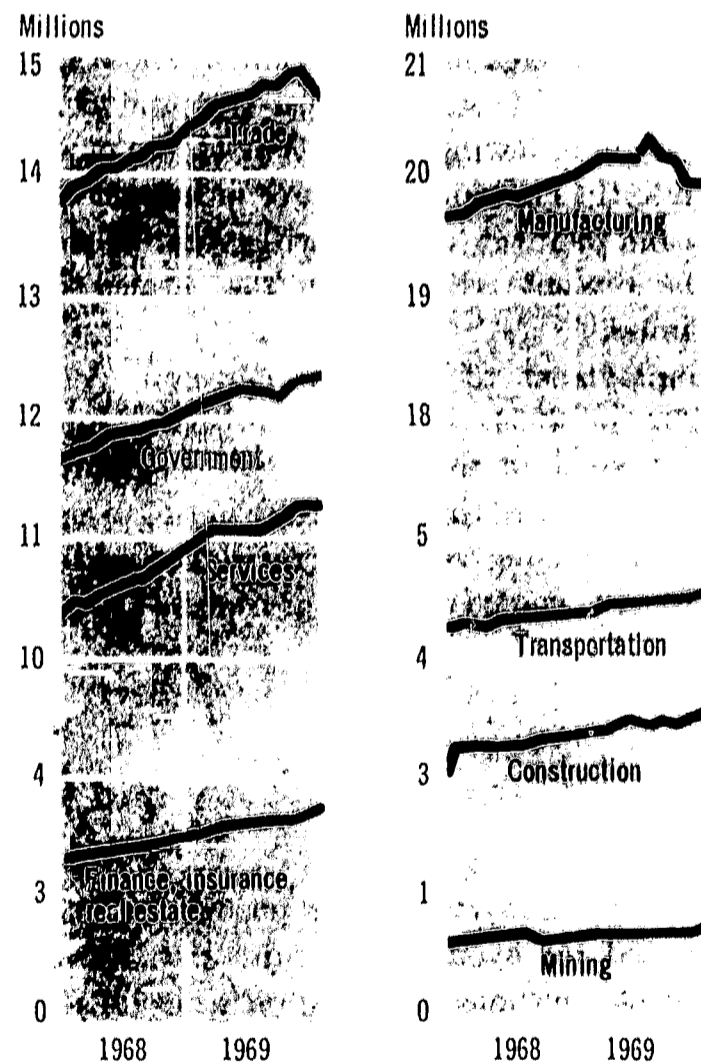 Millions
15
Trade
14
13
12
Government
11
Services
10
4
3
Finance, insurance,
real estate
0
1968 1969
Millions
21
20
Manufacturing
19
18
5
4
Transportation
3
Construction
1
Mining
0
1968 1969